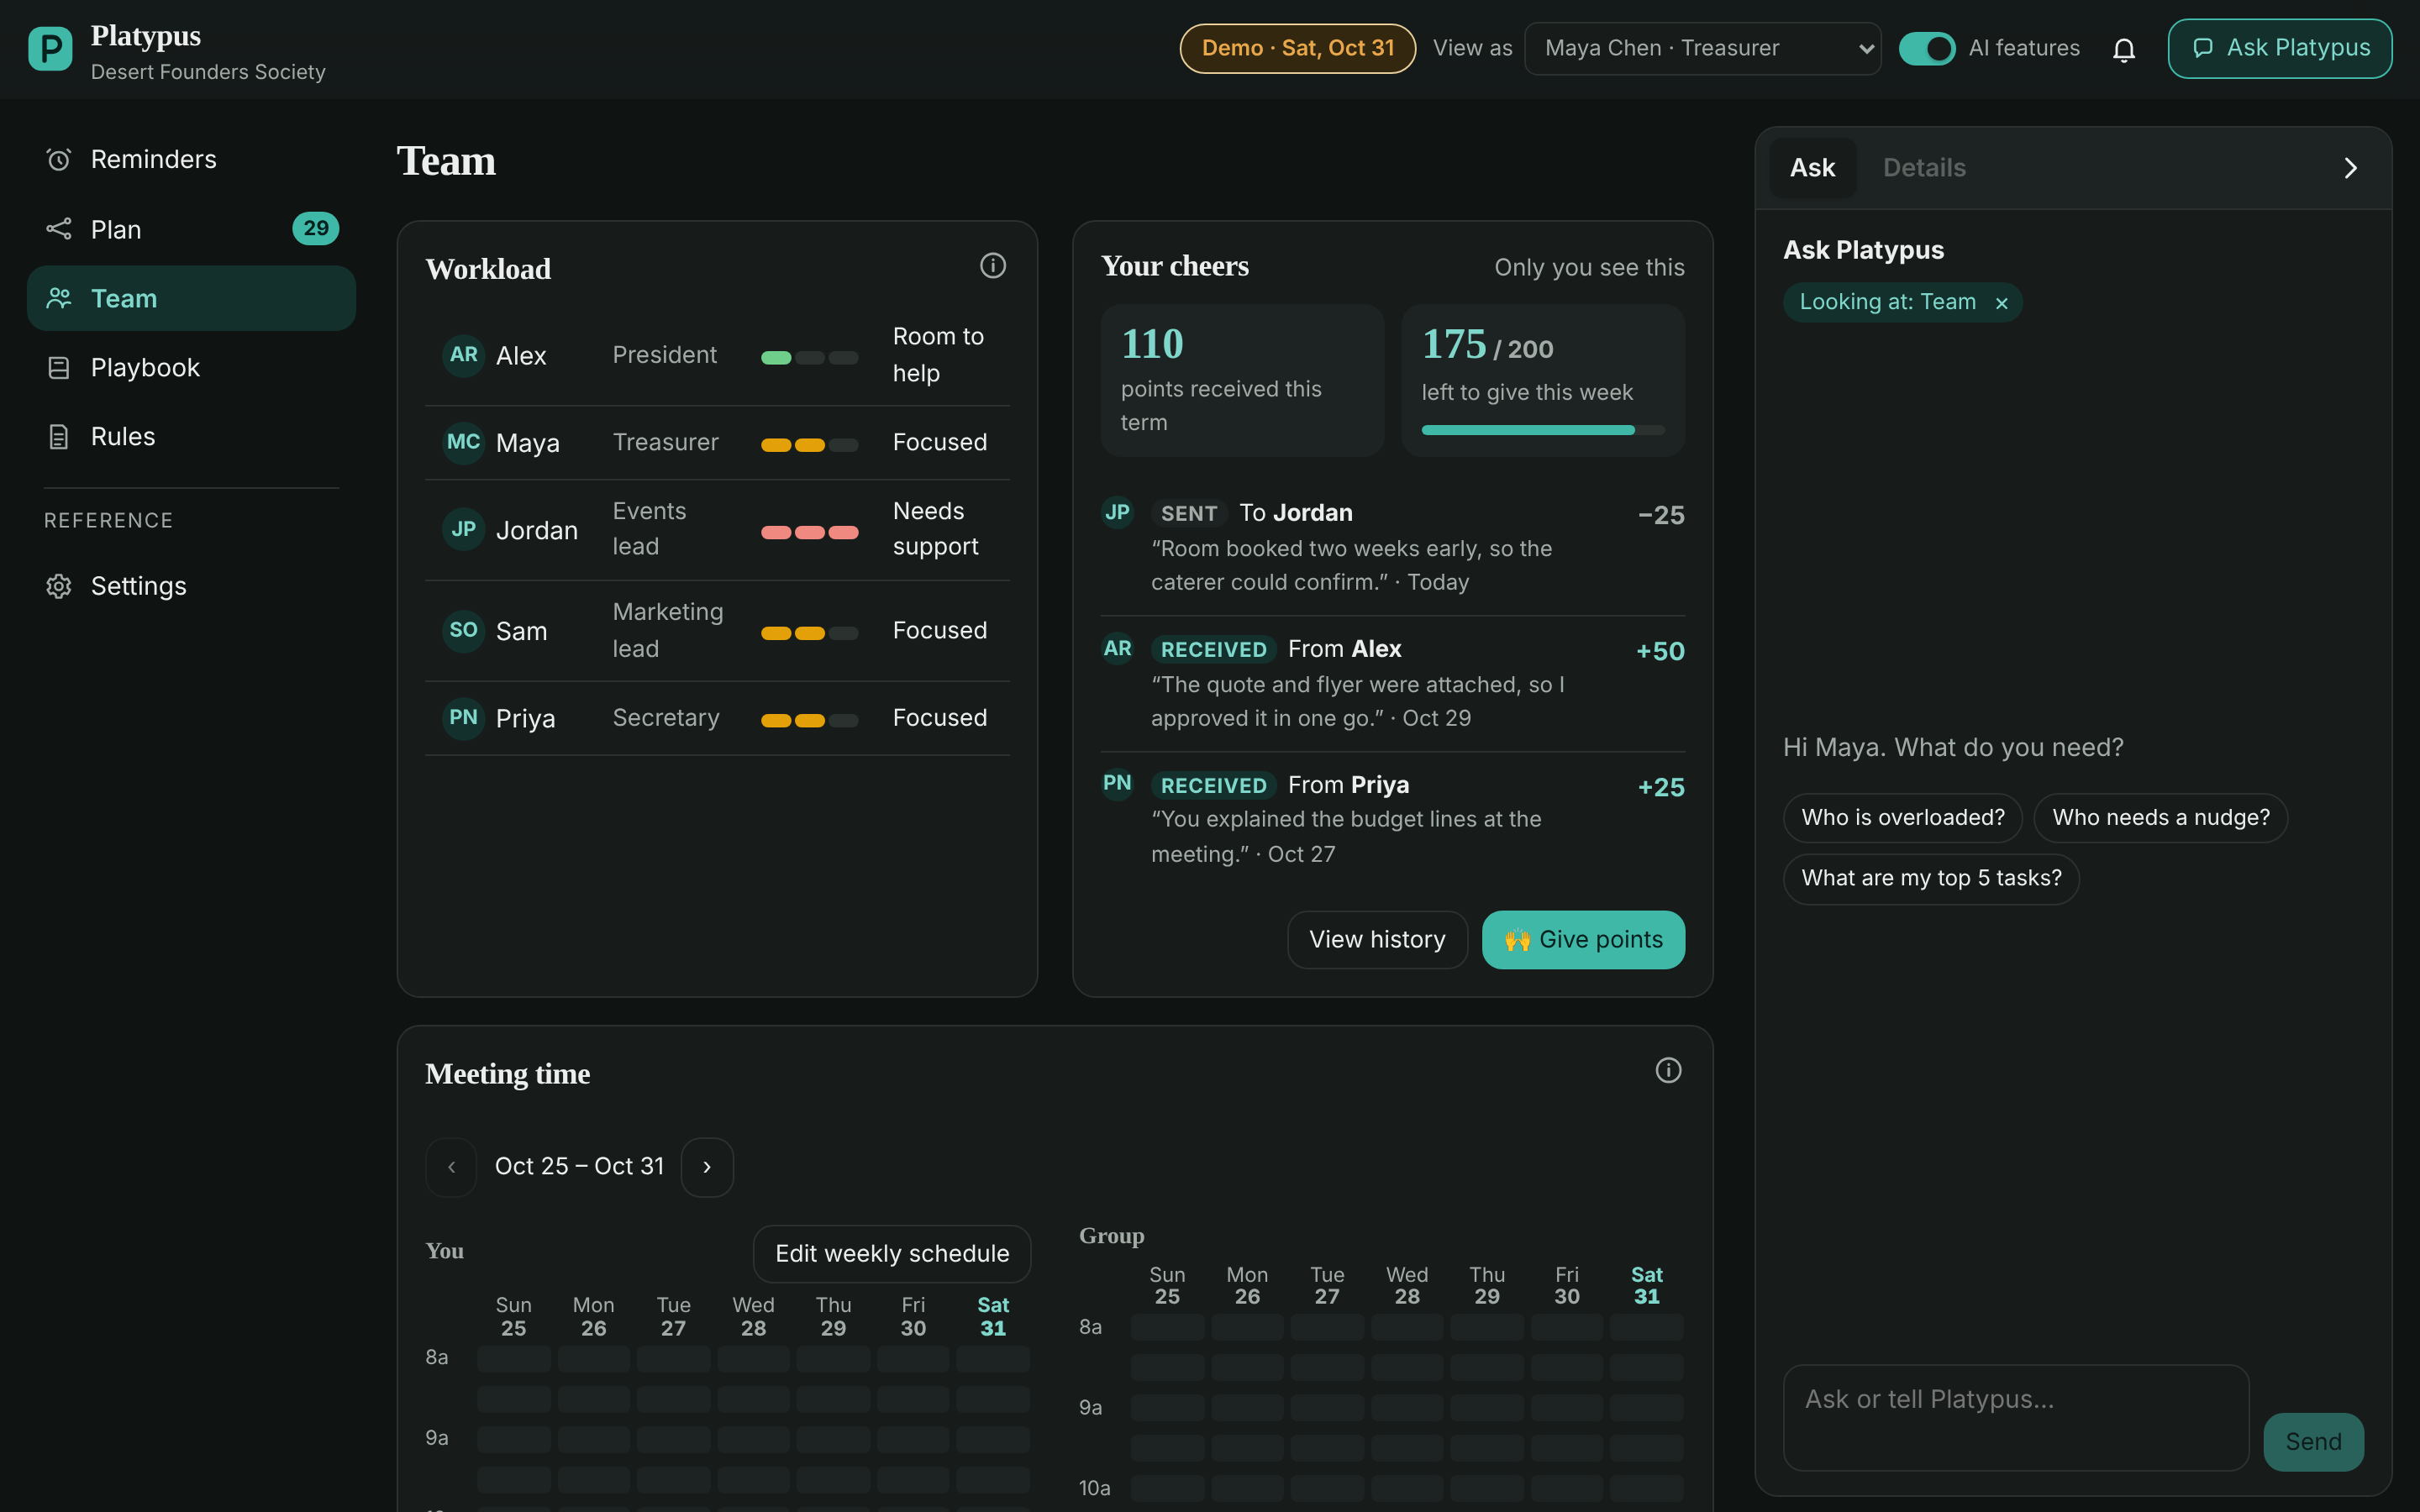 Platypus
Desert Founders Society
Demo · Sat, Oct 31
View as
Maya Chen · Treasurer
AI features
Ask Platypus
Reminders
Plan
29
Team
Playbook
Rules
REFERENCE
Settings
Team
Workload
AR Alex President Room to help
MC Maya Treasurer Focused
JP Jordan Events lead Needs support
SO Sam Marketing lead Focused
PN Priya Secretary Focused
Your cheers
Only you see this
110
points received this
term
175 / 200
left to give this week
JP SENT To Jordan −25
“Room booked two weeks early, so the
caterer could confirm.” · Today
AR RECEIVED From Alex +50
“The quote and flyer were attached, so I
approved it in one go.” · Oct 29
PN RECEIVED From Priya +25
“You explained the budget lines at the
meeting.” · Oct 27
View history
🙌 Give points
Meeting time
‹ Oct 25 – Oct 31 ›
You
Edit weekly schedule
Sun Mon Tue Wed Thu Fri Sat
25 26 27 28 29 30 31
8a
9a
Group
Sun Mon Tue Wed Thu Fri Sat
25 26 27 28 29 30 31
8a
9a
10a
Ask
Details
Ask Platypus
Looking at: Team ×
Hi Maya. What do you need?
Who is overloaded?
Who needs a nudge?
What are my top 5 tasks?
Ask or tell Platypus...
Send